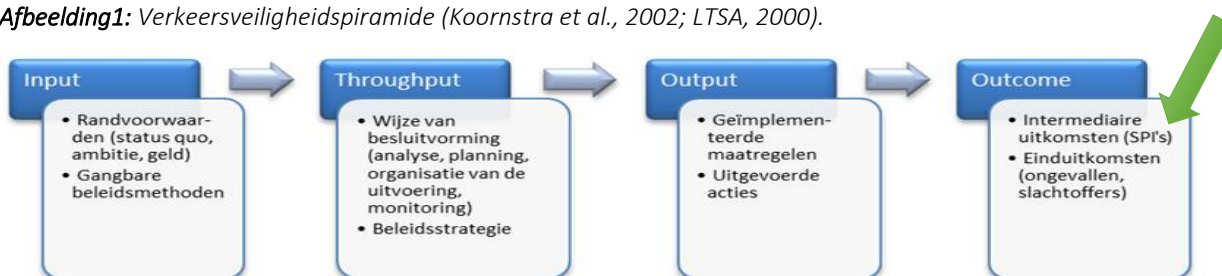 Afbeelding1: Verkeersveiligheidspiramide (Koornstra et al., 2002; LTSA, 2000).
Input
• Randvoorwaar-
den (status quo,
ambitie, geld)
• Gangbare
beleidsmethoden
Throughput
• Wijze van
besluitvorming
(analyse, planning,
organisatie van de
uitvoering,
monitoring)
• Beleidsstrategie
Output
• Geïmplemen-
teerde
maatregelen
• Uitgevoerde
acties
Outcome
• Intermediaire
uitkomsten (SPI's)
• Einduitkomsten
(ongevallen,
slachtoffers)